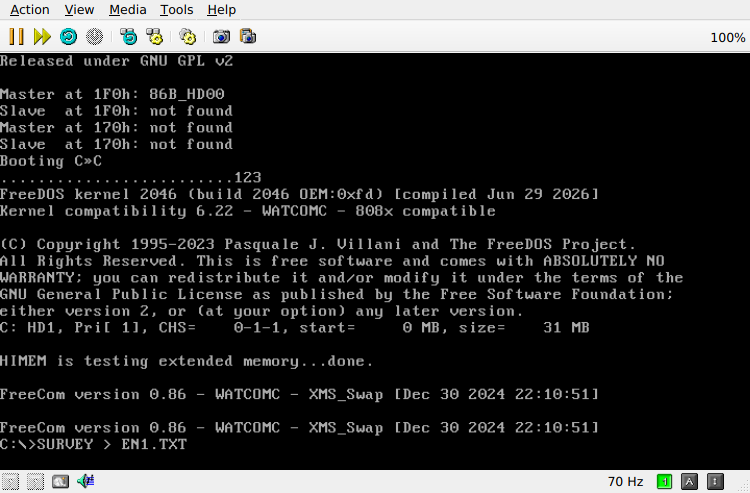 Action View Media Tools Help
100%
Released under GNU GPL v2
Master at 1F0h: 86B_HD00
Slave  at 1F0h: not found
Master at 170h: not found
Slave  at 170h: not found
Booting C»C
.........................123
FreeDOS kernel 2046 (build 2046 OEM:0xfd) [compiled Jun 29 2026]
Kernel compatibility 6.22 - WATCOMC - 808x compatible
(C) Copyright 1995-2023 Pasquale J. Villani and The FreeDOS Project.
All Rights Reserved. This is free software and comes with ABSOLUTELY NO
WARRANTY; you can redistribute it and/or modify it under the terms of the
GNU General Public License as published by the Free Software Foundation;
either version 2, or (at your option) any later version.
C: HD1, Pri[ 1], CHS=    0-1-1, start=     0 MB, size=    31 MB
HIMEM is testing extended memory...done.
FreeCom version 0.86 - WATCOMC - XMS_Swap [Dec 30 2024 22:10:51]
FreeCom version 0.86 - WATCOMC - XMS_Swap [Dec 30 2024 22:10:51]
C:\>SURVEY > EN1.TXT
70 Hz
A